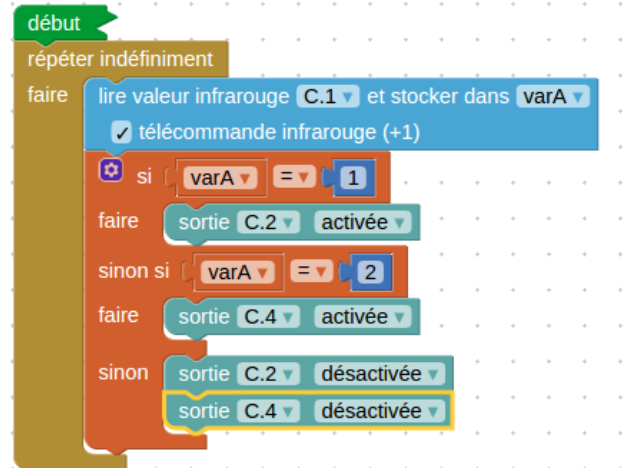 début
répéter indéfiniment
faire lire valeur infrarouge C.1 et stocker dans varA
télécommande infrarouge (+1)
si varA = 1
faire sortie C.2 activée
sinon si varA = 2
faire sortie C.4 activée
sinon sortie C.2 désactivée
sortie C.4 désactivée